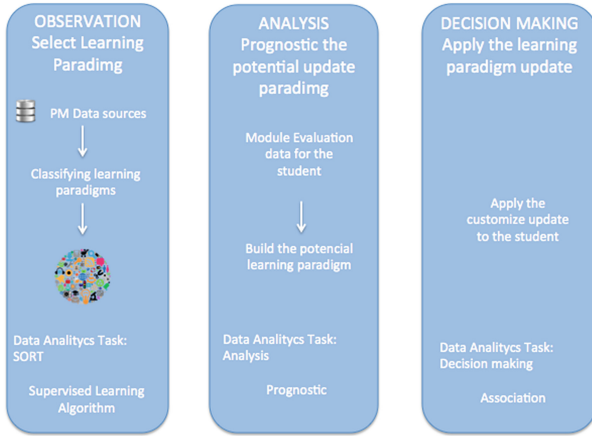 OBSERVATION
Select Learning
Paradimg
PM Data sources
Classifying learning
paradigms
Data Analitycs Task:
SORT
Supervised Learning
Algorithm
ANALYSIS
Prognostic the
potential update
paradimg
Module Evaluation
data for the
student
Build the potencial
learning paradigm
Data Analitycs Task:
Analysis
Prognostic
DECISION MAKING
Apply the learning
paradigm update
Apply the
customize update
to the student
Data Analitycs Task:
Decision making
Association